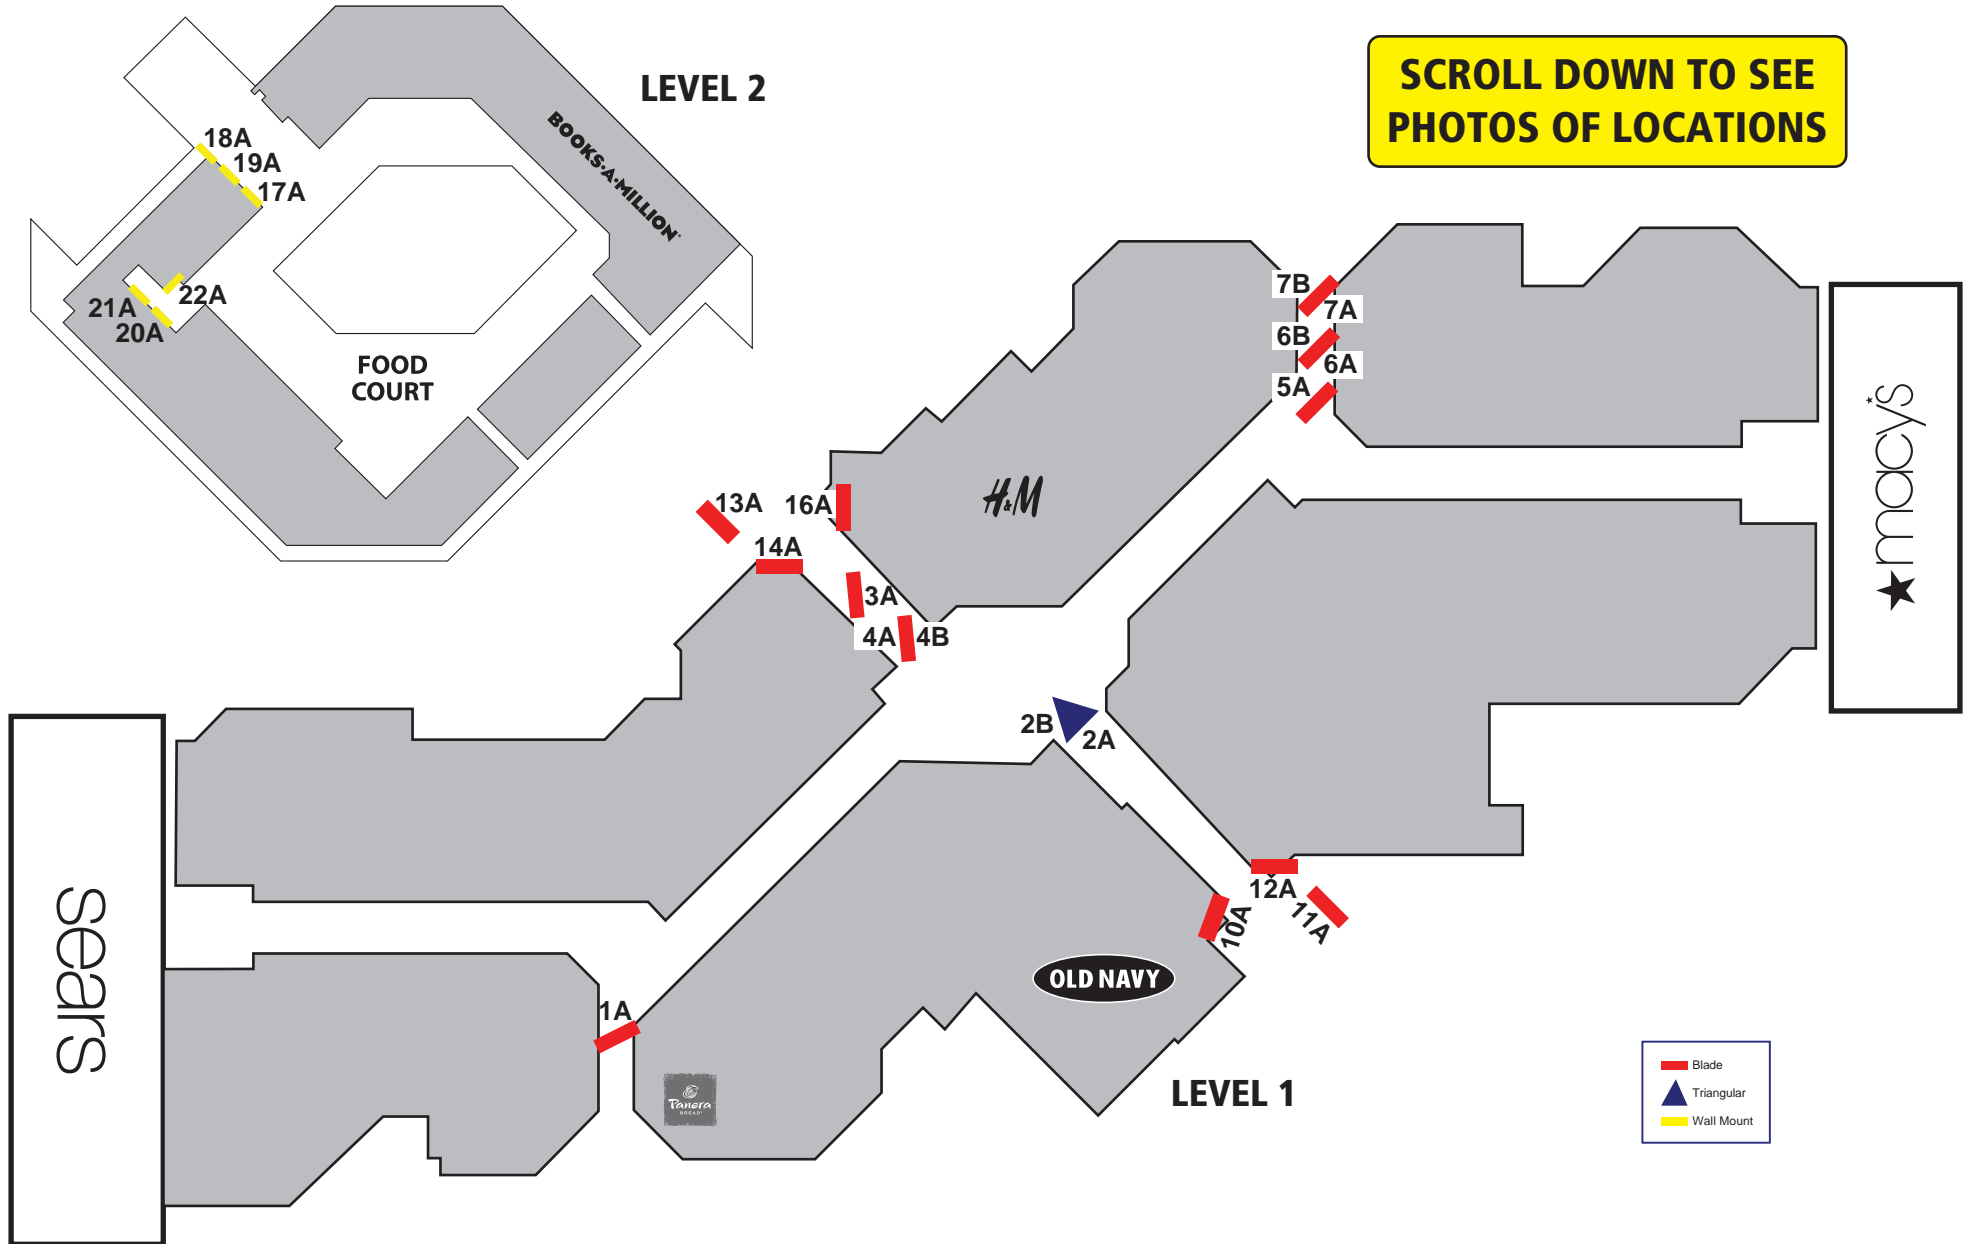 LEVEL 2
SCROLL DOWN TO SEE
PHOTOS OF LOCATIONS
BOOKS·A·MILLION
18A
19A
17A
22A
21A
20A
FOOD
COURT
7B
7A
6B
6A
5A
macy's
H&M
13A
16A
14A
3A
4A
4B
2B
2A
12A
11A
10A
OLD NAVY
sears
1A
Panera
BREAD
LEVEL 1
Blade
Triangular
Wall Mount